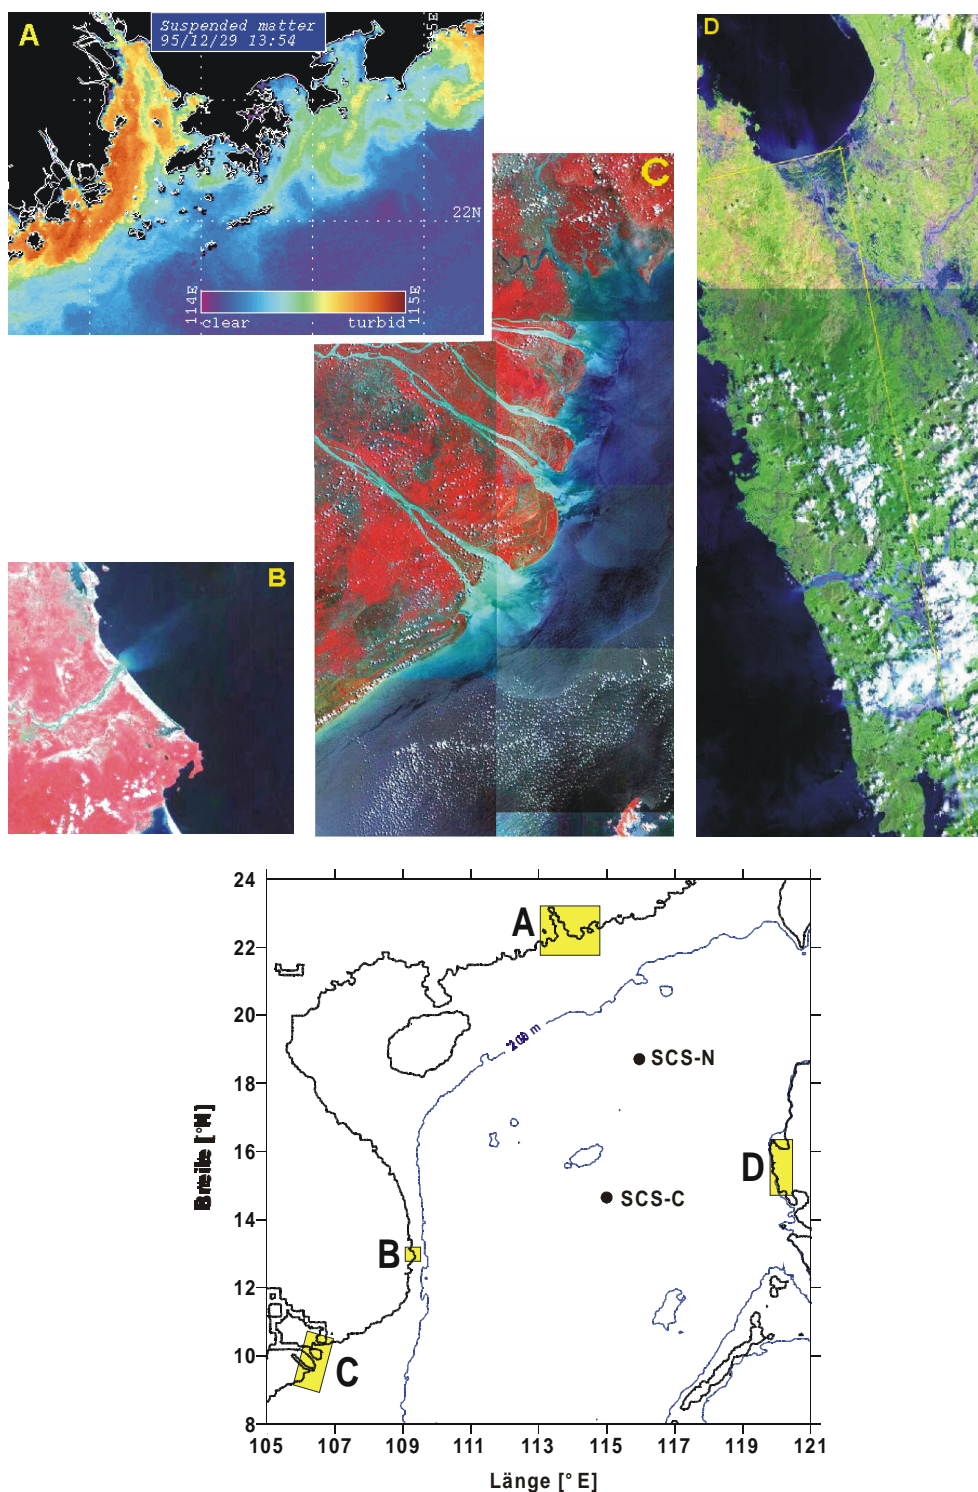 A
Suspended matter
95/12/29 13:54
115E
22N
114E
115E
clear
turbid
B
C
D
24
22
20
18
16
14
12
10
8
Breite [°N]
A
-200 m
SCS-N
D
SCS-C
B
C
105 107 109 111 113 115 117 119 121
Länge [°E]